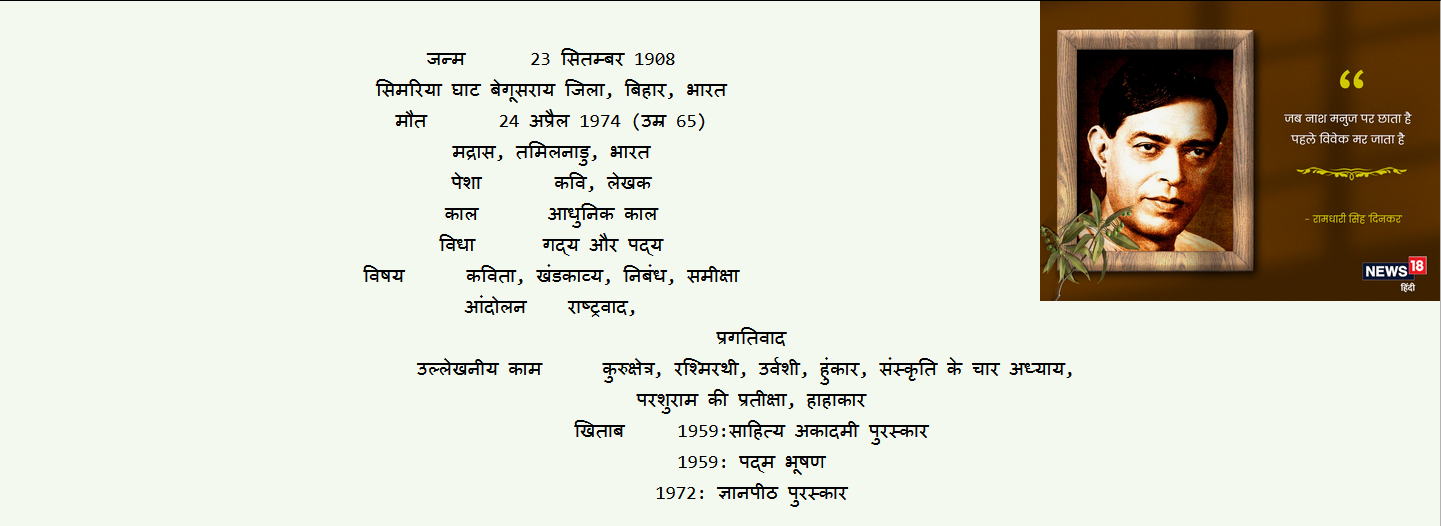 जन्म 23 सितम्बर 1908
सिमरिया घाट बेगूसराय जिला, बिहार, भारत
मौत 24 अप्रैल 1974 (उम्र 65)
मद्रास, तमिलनाडु, भारत
पेशा कवि, लेखक
काल आधुनिक काल
विधा गद्य और पद्य
विषय कविता, खंडकाव्य, निबंध, समीक्षा
आंदोलन राष्ट्रवाद,
प्रगतिवाद
उल्लेखनीय काम कुरुक्षेत्र, रश्मिरथी, उर्वशी, हुंकार, संस्कृति के चार अध्याय,
परशुराम की प्रतीक्षा, हाहाकार
खिताब 1959:साहित्य अकादमी पुरस्कार
1959: पद्म भूषण
1972: ज्ञानपीठ पुरस्कार
“
जब नाश मनुज पर छाता है
पहले विवेक मर जाता है
- रामधारी सिंह 'दिनकर'
NEWS 18
हिंदी